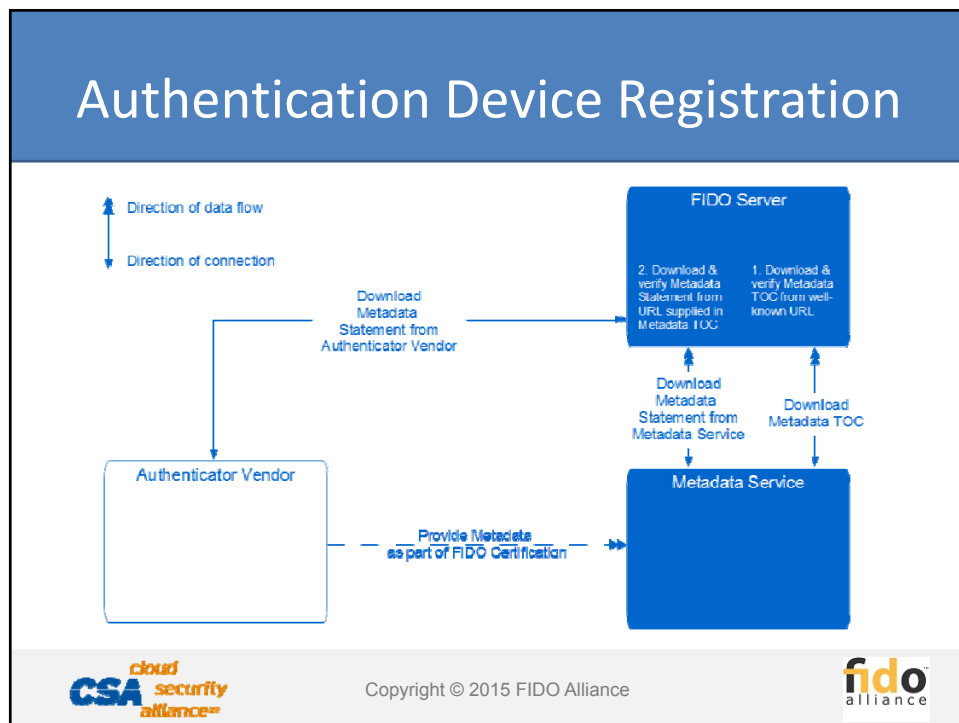 Authentication Device Registration
Direction of data flow
Direction of connection
FIDO Server
2. Download &
verify Metadata
Statement from
URL supplied in
Metadata TOC
1. Download &
verify Metadata
TOC from well-
known URL
Download
Metadata
Statement from
Authenticator Vendor
Download
Metadata
Statement from
Metadata Service
Download
Metadata TOC
Authenticator Vendor
Metadata Service
Provide Metadata
as part of FIDO Certification
cloud
CSA security
alliance
Copyright © 2015 FIDO Alliance
fido
alliance